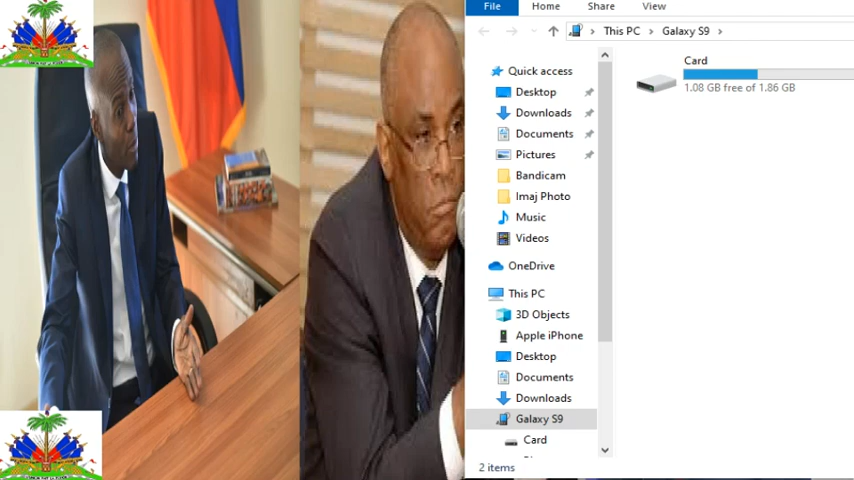 File Home Share View
This PC > Galaxy S9 >
Quick access
Desktop
Downloads
Documents
Pictures
Bandicam
Imaj Photo
Music
Videos
OneDrive
This PC
3D Objects
Apple iPhone
Desktop
Documents
Downloads
Galaxy S9
Card
2 items
Card
1.08 GB free of 1.86 GB